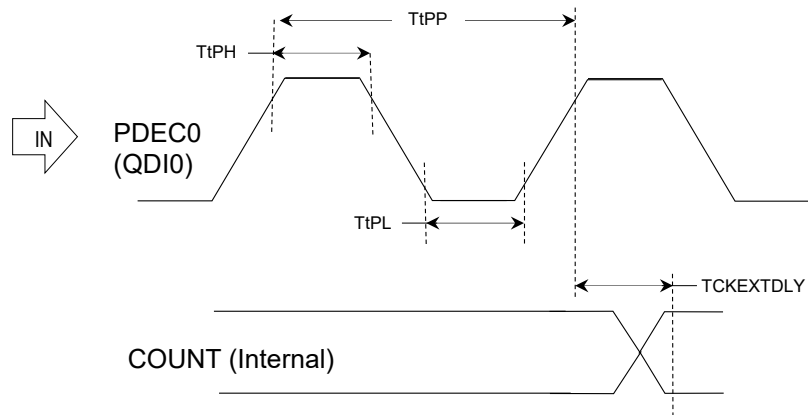 TtPP
TtPH
IN
PDEC0
(QDI0)
TtPL
TCKEXTDLY
COUNT (Internal)